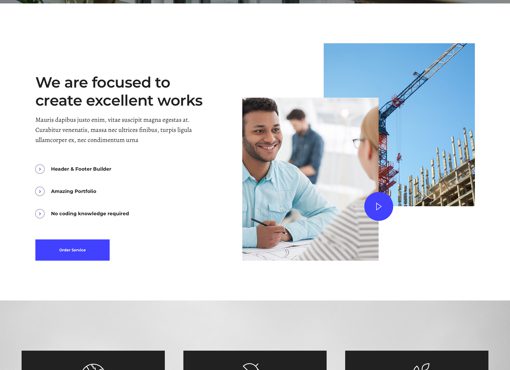 We are focused to
create excellent works
Mauris dapibus justo enim, vitae suscipit magna egestas at.
Curabitur venenatis, massa nec ultrices finibus, turpis ligula
ullamcorper ex, nec condimentum urna
Header & Footer Builder
Amazing Portfolio
No coding knowledge required
Order Service